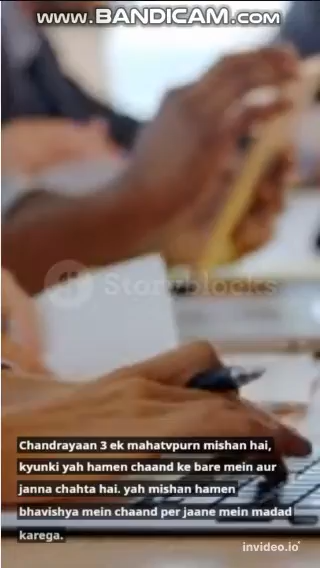 www.BANDICAM.com
Storyblocks
Chandrayaan 3 ek mahatvpurn mishan hai,
kyunki yah hamen chaand ke bare mein aur
janna chahta hai. yah mishan hamen
bhavishya mein chaand per jaane mein madad
karega.
invideo.io